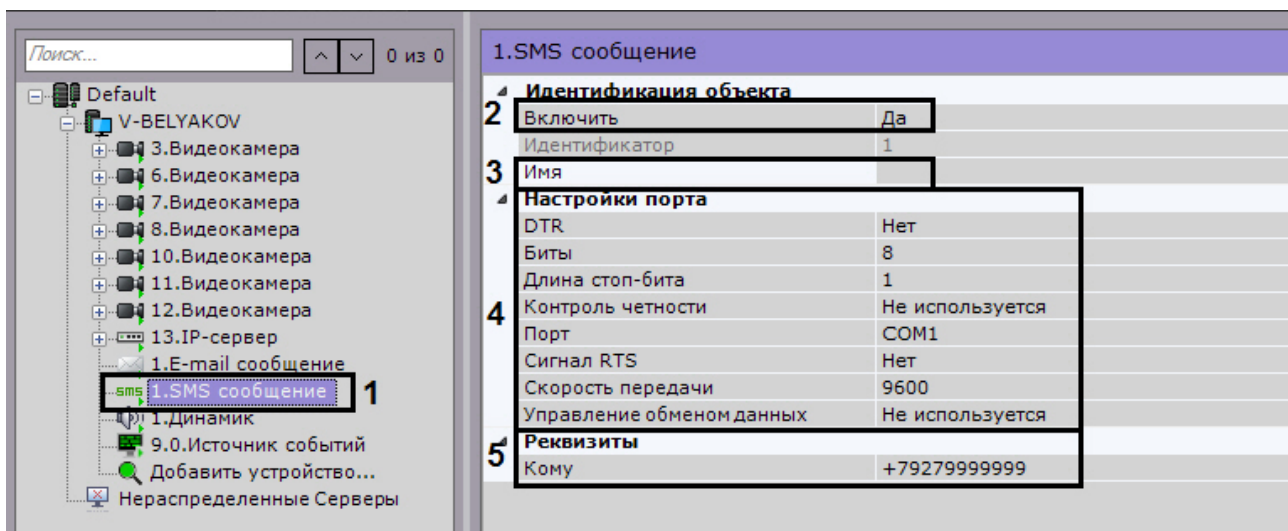 Поиск...
0 из 0
Default
V-BELYAKOV
3.Видеокамера
6.Видеокамера
7.Видеокамера
8.Видеокамера
10.Видеокамера
11.Видеокамера
12.Видеокамера
13.IP-сервер
1.E-mail сообщение
sms 1.SMS сообщение 1
1.Динамик
9.0.Источник событий
Добавить устройство...
Нераспределенные Серверы
1.SMS сообщение
Идентификация объекта
2 Включить Да
Идентификатор 1
3 Имя
Настройки порта
DTR Нет
Биты 8
Длина стоп-бита 1
4 Контроль четности Не используется
Порт COM1
Сигнал RTS Нет
Скорость передачи 9600
Управление обменом данных Не используется
5 Реквизиты
Кому +79279999999